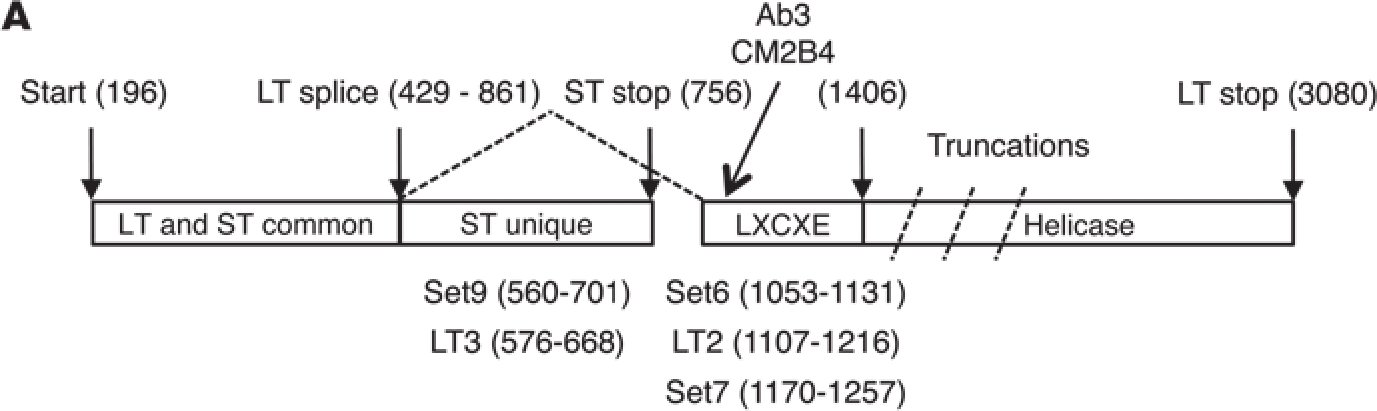 A
Ab3
CM2B4
Start (196) LT splice (429 - 861) ST stop (756) (1406) LT stop (3080)
Truncations
LT and ST common ST unique LXCXE Helicase
Set9 (560-701) Set6 (1053-1131)
LT3 (576-668) LT2 (1107-1216)
Set7 (1170-1257)